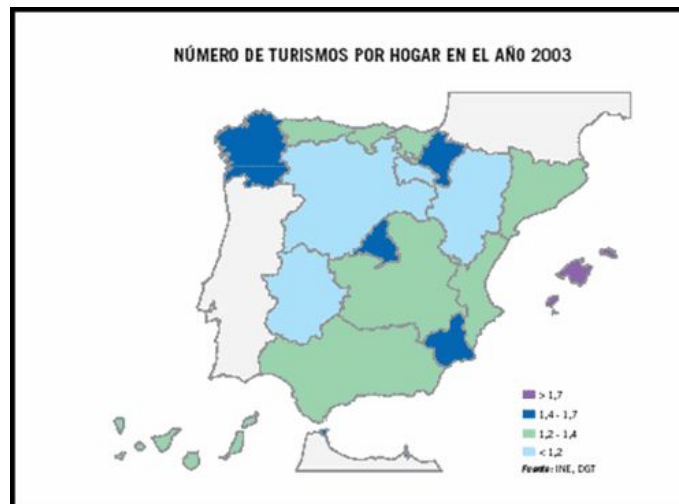 NÚMERO DE TURISMOS POR HOGAR EN EL AÑO 2003
> 1,7
1,4 - 1,7
1,2 - 1,4
< 1,2
Fuente: INE, DGT